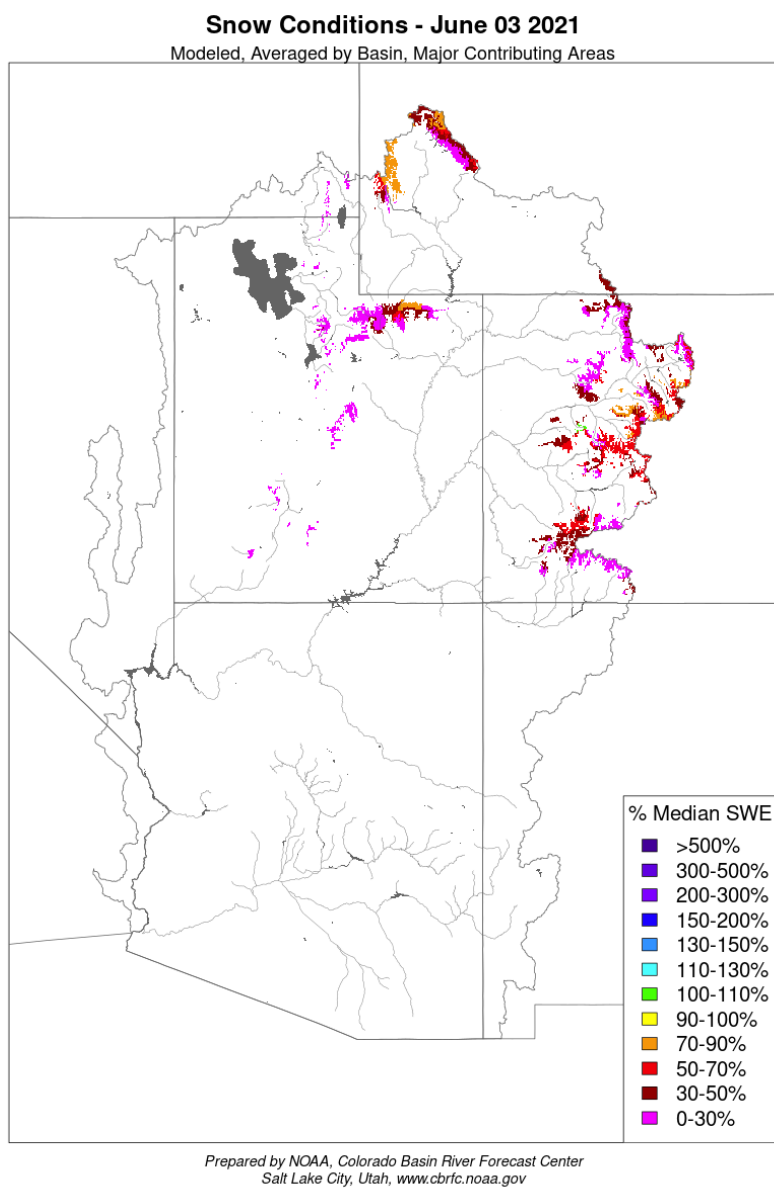 Snow Conditions - June 03 2021
Modeled, Averaged by Basin, Major Contributing Areas
% Median SWE
>500%
300-500%
200-300%
150-200%
130-150%
110-130%
100-110%
90-100%
70-90%
50-70%
30-50%
0-30%
Prepared by NOAA, Colorado Basin River Forecast Center
Salt Lake City, Utah, www.cbrfc.noaa.gov